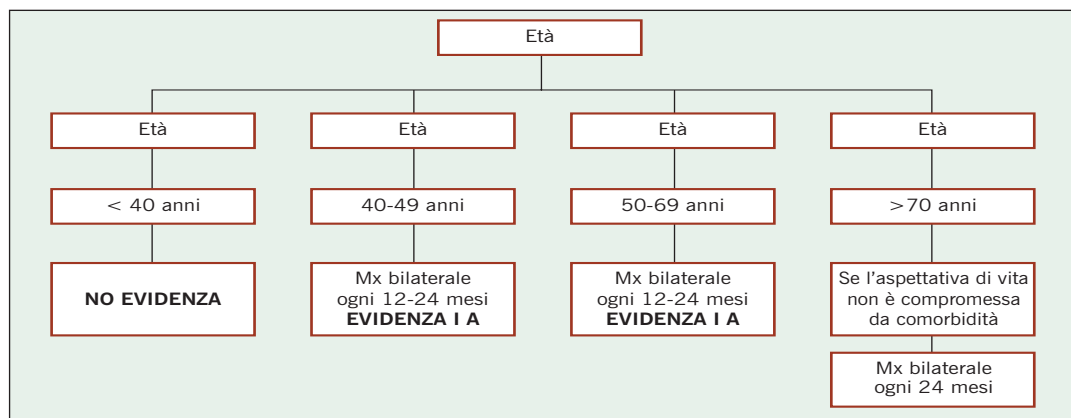 Età
Età
< 40 anni
NO EVIDENZA
Età
40-49 anni
Mx bilaterale
ogni 12-24 mesi
EVIDENZA I A
Età
50-69 anni
Mx bilaterale
ogni 12-24 mesi
EVIDENZA I A
Età
>70 anni
Se l'aspettativa di vita
non è compromessa
da comorbidità
Mx bilaterale
ogni 24 mesi